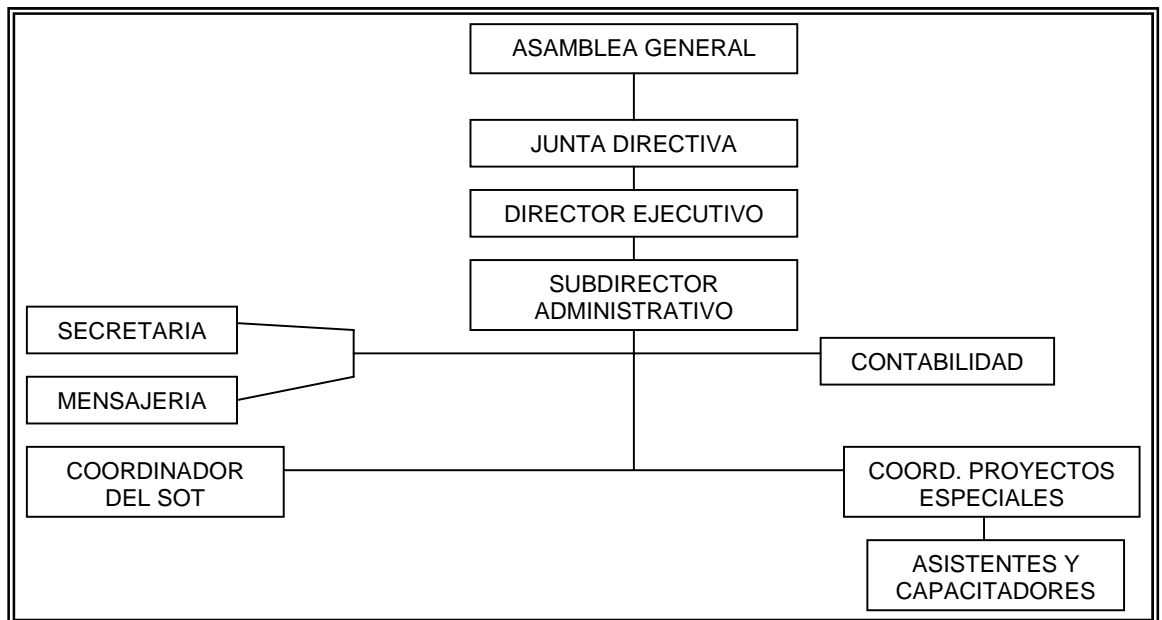 ASAMBLEA GENERAL
JUNTA DIRECTIVA
DIRECTOR EJECUTIVO
SUBDIRECTOR
ADMINISTRATIVO
SECRETARIA
CONTABILIDAD
MENSAJERIA
COORDINADOR
DEL SOT
COORD. PROYECTOS
ESPECIALES
ASISTENTES Y
CAPACITADORES